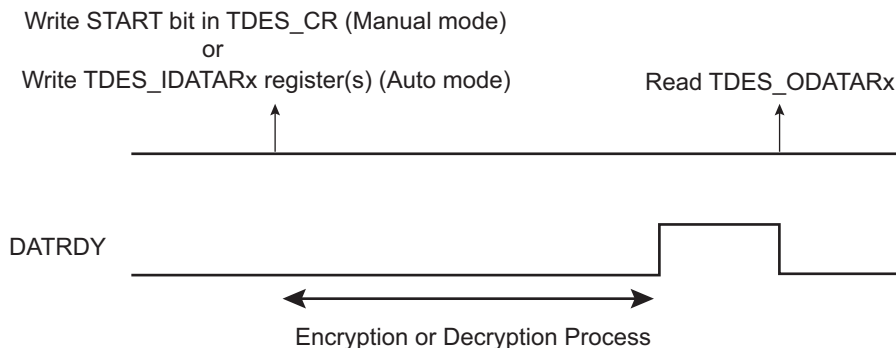 Write START bit in TDES_CR (Manual mode)
or
Write TDES_IDATARx register(s) (Auto mode)
Read TDES_ODATARx
DATRDY
Encryption or Decryption Process